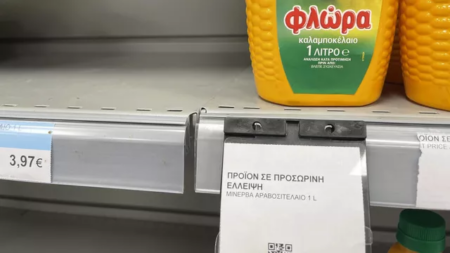 φλώρα
καλαμποκέλαιο
1 ΛΙΤΡΟ e
3,97€
ΠΡΟΪΟΝ ΣΕ ΠΡΟΣΩΡΙΝΗ
ΕΛΛΕΙΨΗ
ΜΙΝΕΡΒΑ ΑΡΑΒΟΣΙΤΕΛΑΙΟ 1 L
ΠΡΟΪΟΝ ΣΕ